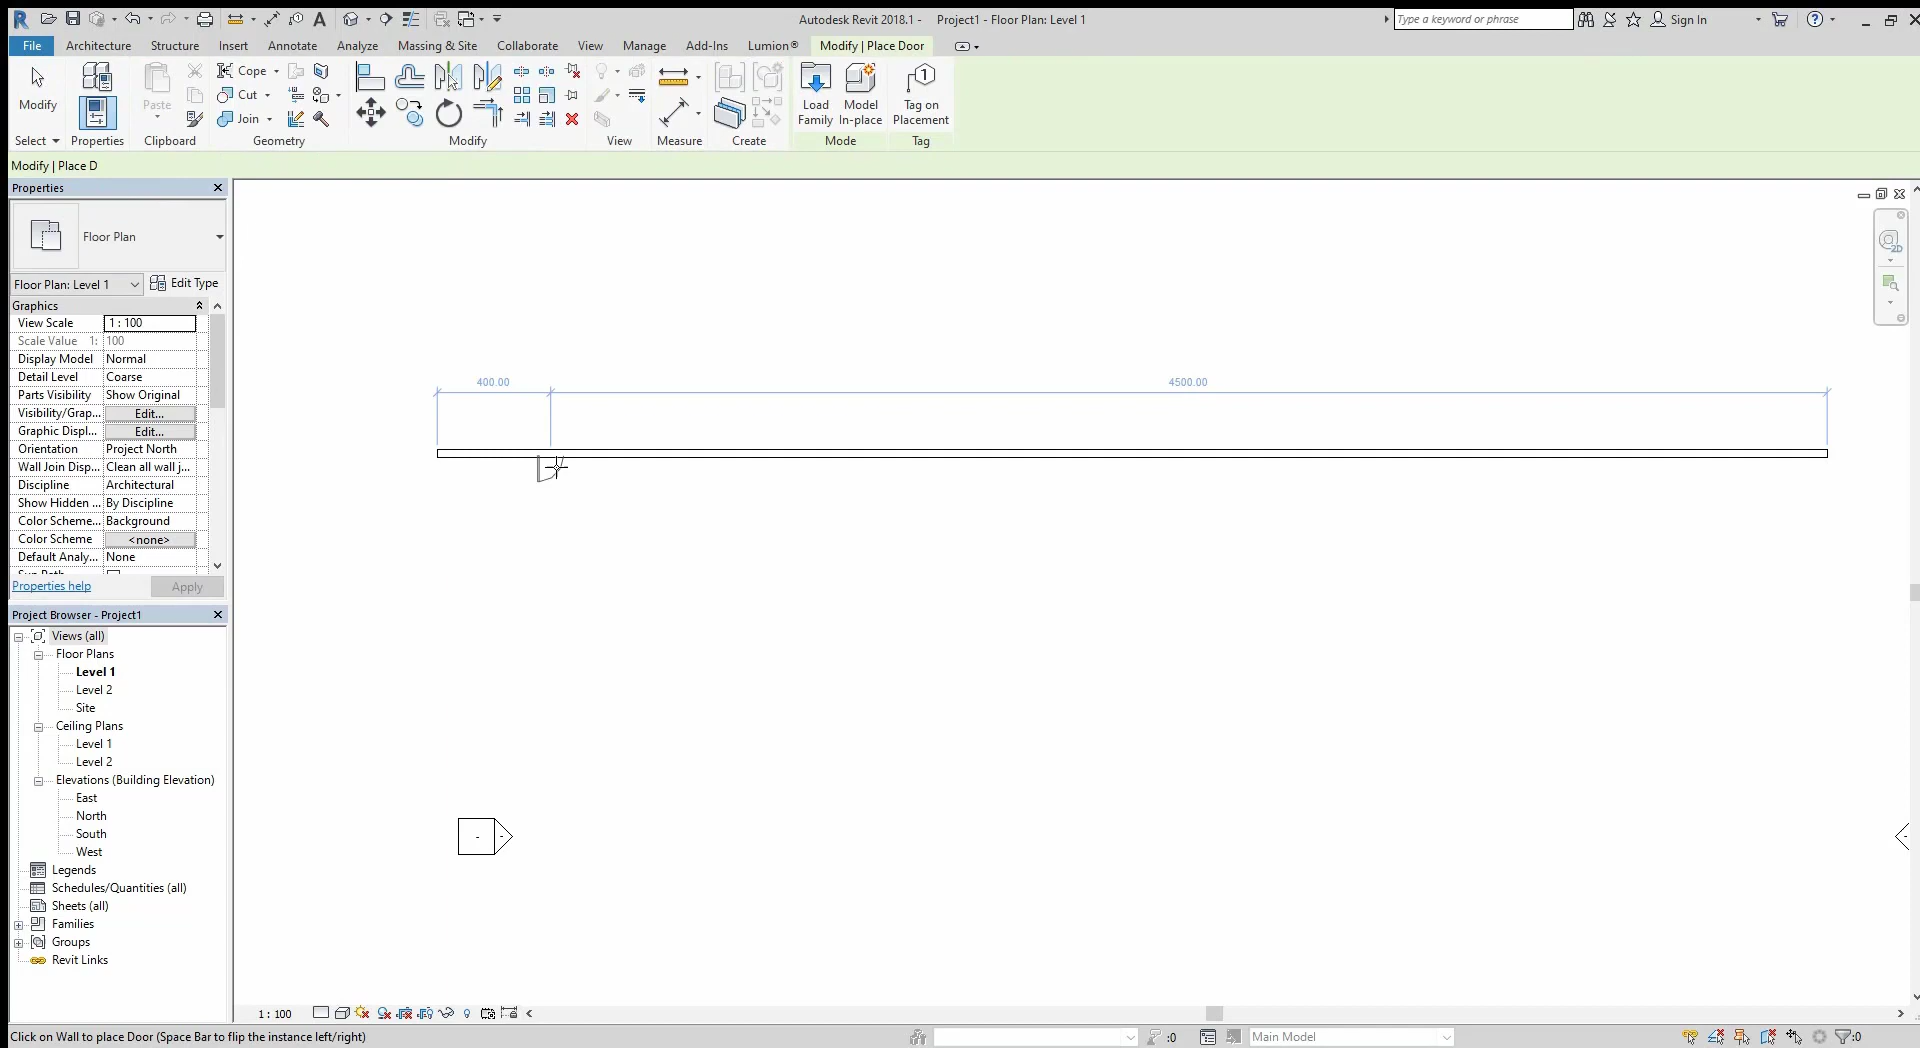 Autodesk Revit 2018.1 - Project1 - Floor Plan: Level 1
Type a keyword or phrase
Sign In
File Architecture Structure Insert Annotate Analyze Massing & Site Collaborate View Manage Add-Ins Lumion® Modify | Place Door
Modify
Paste
Cope
Cut
Join
Load Family
Model In-place
Tag on Placement
Select Properties Clipboard Geometry Modify View Measure Create Mode Tag
Modify | Place D
Properties
Floor Plan
Floor Plan: Level 1 Edit Type
Graphics
View Scale 1 : 100
Scale Value 1: 100
Display Model Normal
Detail Level Coarse
Parts Visibility Show Original
Visibility/Grap... Edit...
Graphic Displ... Edit...
Orientation Project North
Wall Join Disp... Clean all wall j...
Discipline Architectural
Show Hidden ... By Discipline
Color Scheme... Background
Color Scheme <none>
Default Analy... None
Properties help Apply
Project Browser - Project1
Views (all)
Floor Plans
Level 1
Level 2
Site
Ceiling Plans
Level 1
Level 2
Elevations (Building Elevation)
East
North
South
West
Legends
Schedules/Quantities (all)
Sheets (all)
Families
Groups
Revit Links
400.00 4500.00
2D
1 : 100
Click on Wall to place Door (Space Bar to flip the instance left/right)
:0
Main Model
:0